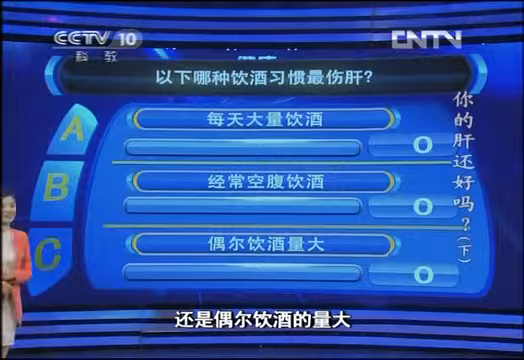 CCTV 10
科教
CNTV
以下哪种饮酒习惯最伤肝?
A
每天大量饮酒
0
B
经常空腹饮酒
0
C
偶尔饮酒量大
0
你的肝还好吗?(下)
还是偶尔饮酒的量大